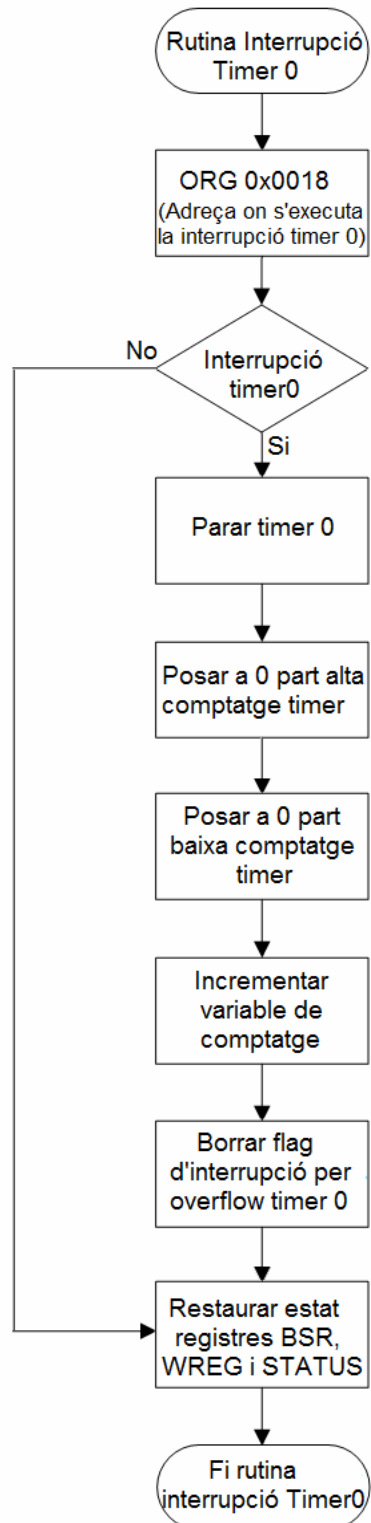 Rutina Interrupció
Timer 0
ORG 0x0018
(Adreça on s'executa
la interrupció timer 0)
No
Interrupció
timer0
Si
Parar timer 0
Posar a 0 part alta
comptatge timer
Posar a 0 part
baixa comptatge
timer
Incrementar
variable de
comptatge
Borrar flag
d'interrupció per
overflow timer 0
Restaurar estat
registres BSR,
WREG i STATUS
Fi rutina
interrupció Timer0